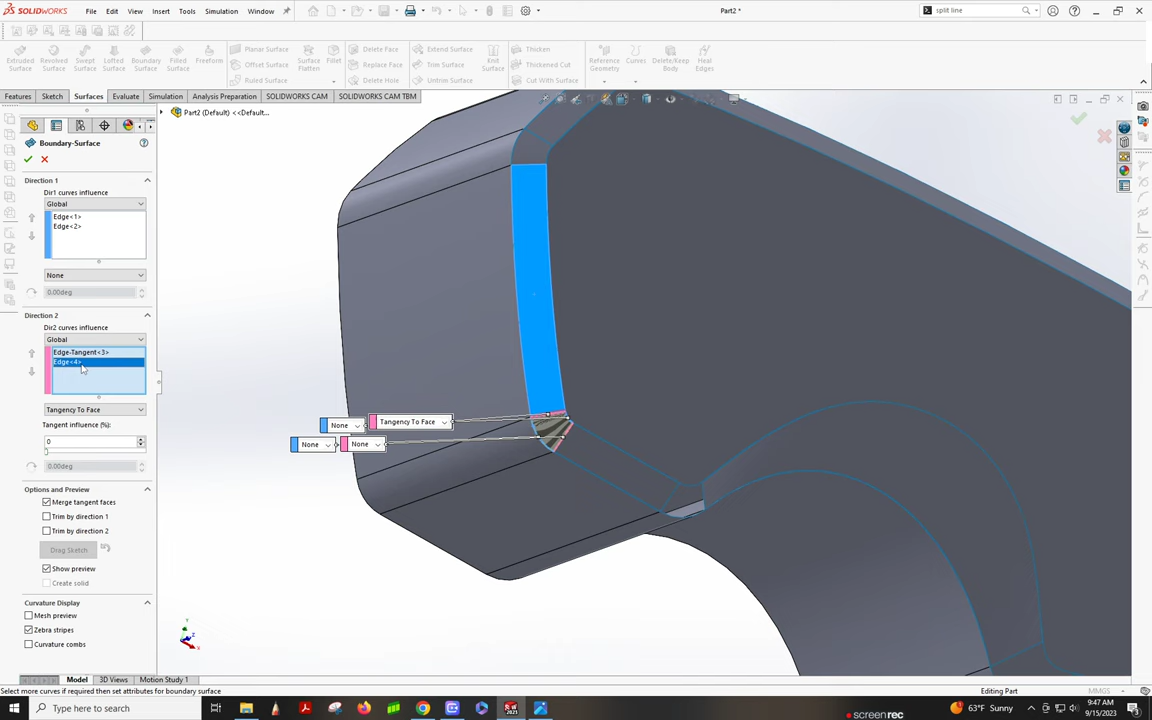 SOLIDWORKS
File
Edit
View
Insert
Tools
Simulation
Window
Part2 *
split line
Extruded Surface
Revolved Surface
Swept Surface
Lofted Surface
Boundary Surface
Filled Surface
Freeform
Planar Surface
Offset Surface
Ruled Surface
Surface Flatten
Fillet
Delete Face
Replace Face
Delete Hole
Extend Surface
Trim Surface
Untrim Surface
Knit Surface
Thicken
Thickened Cut
Cut With Surface
Reference Geometry
Curves
Delete/Keep Body
Heal Edges
Features
Sketch
Surfaces
Evaluate
Simulation
Analysis Preparation
SOLIDWORKS CAM
SOLIDWORKS CAM TBM
Part2 (Default) <<Default...
Boundary-Surface
Direction 1
Dir1 curves influence
Global
Edge<1>
Edge<2>
None
0.00deg
Direction 2
Dir2 curves influence
Global
Edge-Tangent<3>
Edge<4>
Tangency To Face
Tangent influence (%):
0
0.00deg
Options and Preview
Merge tangent faces
Trim by direction 1
Trim by direction 2
Drag Sketch
Show preview
Create solid
Curvature Display
Mesh preview
Zebra stripes
Curvature combs
None
Tangency To Face
None
None
Model
3D Views
Motion Study 1
Select more curves if required then set attributes for boundary surface
Editing Part
MMGS
Type here to search
63°F Sunny
9:47 AM
9/15/2023
screenrec